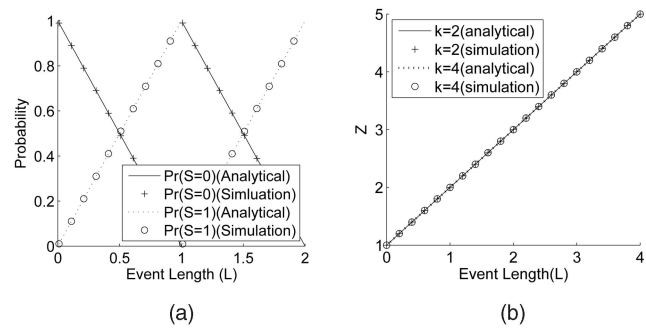 1
0.8
0.6
0.4
0.2
0
Probability
0
0.5
1
1.5
2
Event Length (L)
Pr(S=0)(Analytical)
Pr(S=0)(Simluation)
Pr(S=1)(Analytical)
Pr(S=1)(Simulation)
(a)
5
4
3
2
1
Z
0
1
2
3
4
Event Length(L)
k=2(analytical)
k=2(simulation)
k=4(analytical)
k=4(simulation)
(b)